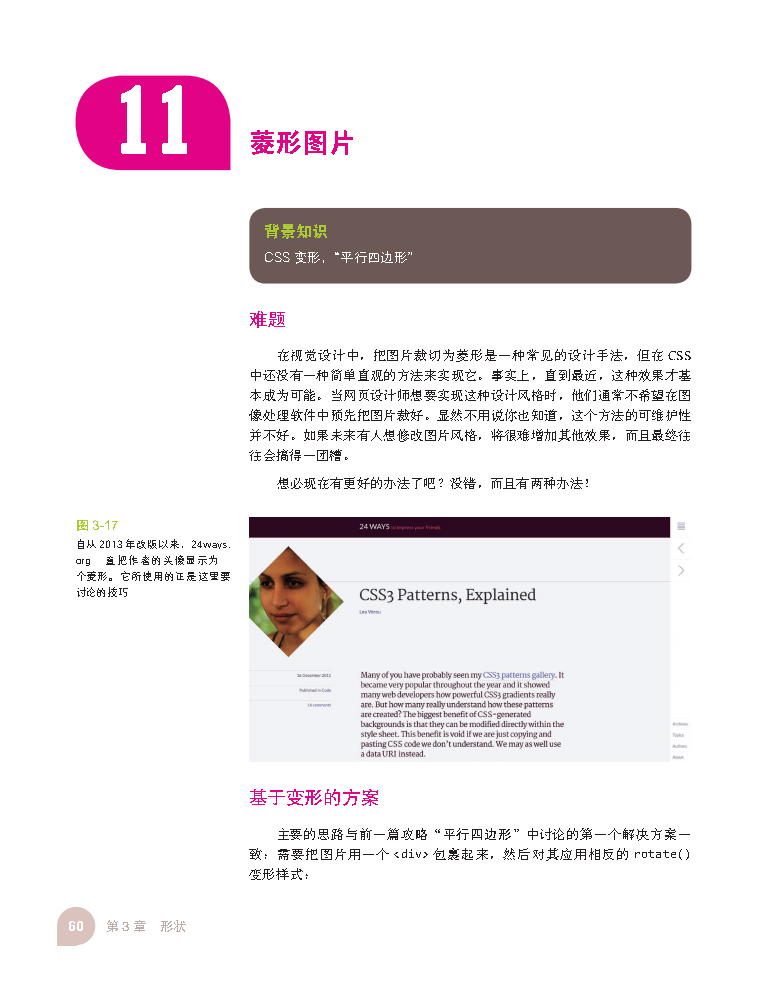 11
菱形图片
背景知识
CSS 变形，“平行四边形”
难题
在视觉设计中，把图片裁切为菱形是一种常见的设计手法，但在 CSS
中还没有一种简单直观的方法来实现它。事实上，直到最近，这种效果才基
本成为可能。当网页设计师想要实现这种设计风格时，他们通常不希望在图
像处理软件中预先把图片裁好。显然不用说你也知道，这个方法的可维护性
并不好。如果未来有人想修改图片风格，将很难增加其他效果，而且最终往
往会搞得一团糟。
想必现在有更好的办法了吧？没错，而且有两种办法！
图 3-17
自从 2013 年改版以来，24ways.
org 直把作者的头像显示为
个菱形。它所使用的正是这里要
讨论的技巧
24 WAYS to impress your friends
CSS3 Patterns, Explained
Lea Verou
16 December 2011
Published in Code
16 comments
Many of you have probably seen my CSS3 patterns gallery. It
became very popular throughout the year and it showed
many web developers how powerful CSS3 gradients really
are. But how many really understand how these patterns
are created? The biggest benefit of CSS-generated
backgrounds is that they can be modified directly within the
style sheet. This benefit is void if we are just copying and
pasting CSS code we don’t understand. We may as well use
a data URI instead.
Archives
Topics
Authors
About
基于变形的方案
主要的思路与前一篇攻略“平行四边形”中讨论的第一个解决方案一
致：需要把图片用一个 <div> 包裹起来，然后对其应用相反的 rotate()
变形样式：
60 第 3 章 形状